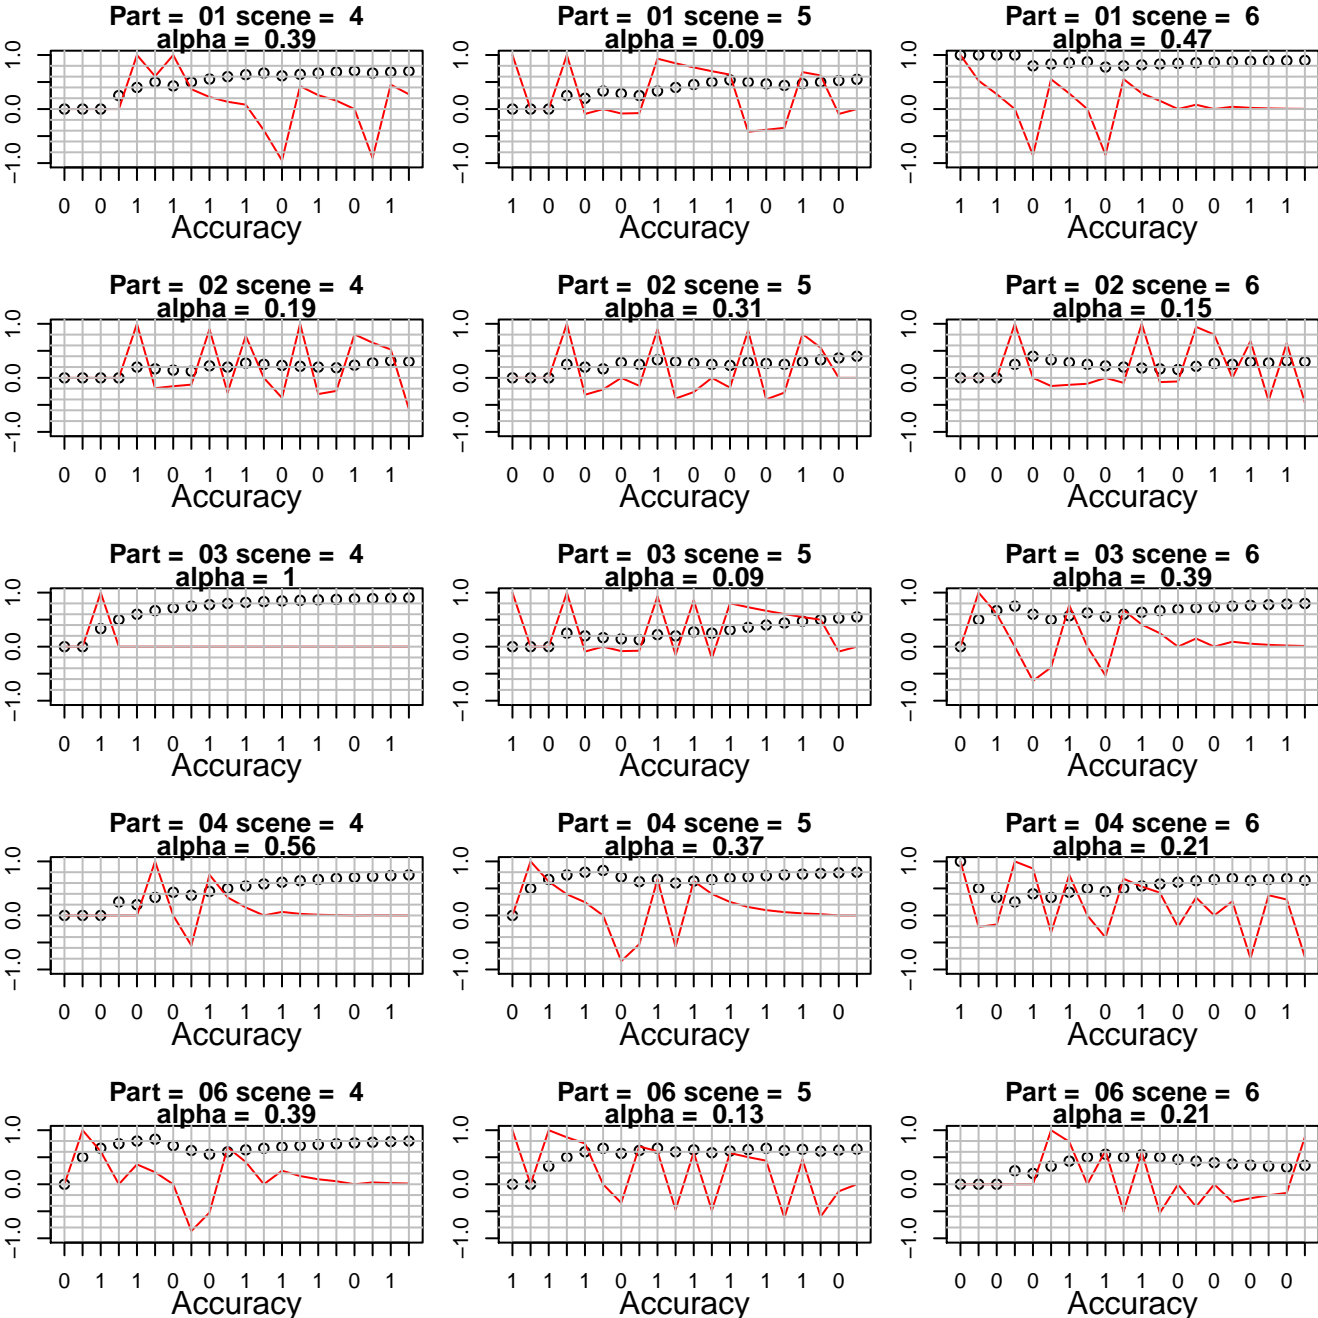 Part = 01 scene = 4
alpha = 0.39
1.0
0.0
−1.0
0 0 1 1 1 1 0 1 0 1
Accuracy
Part = 01 scene = 5
alpha = 0.09
1.0
0.0
−1.0
1 0 0 0 1 1 1 0 1 0
Accuracy
Part = 01 scene = 6
alpha = 0.47
1.0
0.0
−1.0
1 1 0 1 0 1 0 0 1 1
Accuracy
Part = 02 scene = 4
alpha = 0.19
1.0
0.0
−1.0
0 0 1 0 1 1 0 0 1 1
Accuracy
Part = 02 scene = 5
alpha = 0.31
1.0
0.0
−1.0
0 0 0 0 1 0 0 0 1 0
Accuracy
Part = 02 scene = 6
alpha = 0.15
1.0
0.0
−1.0
0 0 1 0 0 1 0 1 1 1
Accuracy
Part = 03 scene = 4
alpha = 1
1.0
0.0
−1.0
0 1 1 0 1 1 1 1 0 1
Accuracy
Part = 03 scene = 5
alpha = 0.09
1.0
0.0
−1.0
1 0 0 0 1 1 1 1 1 0
Accuracy
Part = 03 scene = 6
alpha = 0.39
1.0
0.0
−1.0
0 1 0 1 0 1 0 0 1 1
Accuracy
Part = 04 scene = 4
alpha = 0.56
1.0
0.0
−1.0
0 0 0 0 1 1 0 1 0 1
Accuracy
Part = 04 scene = 5
alpha = 0.37
1.0
0.0
−1.0
0 1 1 0 1 1 1 1 1 0
Accuracy
Part = 04 scene = 6
alpha = 0.21
1.0
0.0
−1.0
1 0 1 1 0 1 0 0 0 1
Accuracy
Part = 06 scene = 4
alpha = 0.39
1.0
0.0
−1.0
0 1 1 0 0 1 1 1 0 1
Accuracy
Part = 06 scene = 5
alpha = 0.13
1.0
0.0
−1.0
1 1 1 0 1 1 1 1 1 0
Accuracy
Part = 06 scene = 6
alpha = 0.21
1.0
0.0
−1.0
0 0 0 1 1 1 0 0 0 0
Accuracy